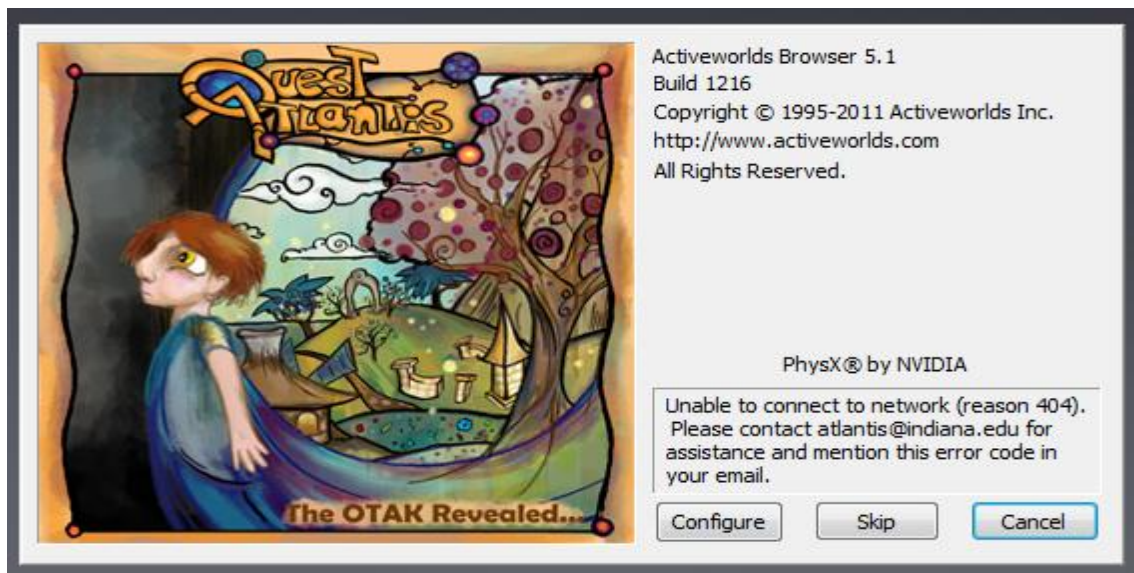 Quest
Atlantis
The OTAK Revealed...
Activeworlds Browser 5.1
Build 1216
Copyright © 1995-2011 Activeworlds Inc.
http://www.activeworlds.com
All Rights Reserved.
PhysX® by NVIDIA
Unable to connect to network (reason 404).
Please contact atlantis@indiana.edu for
assistance and mention this error code in
your email.
Configure
Skip
Cancel